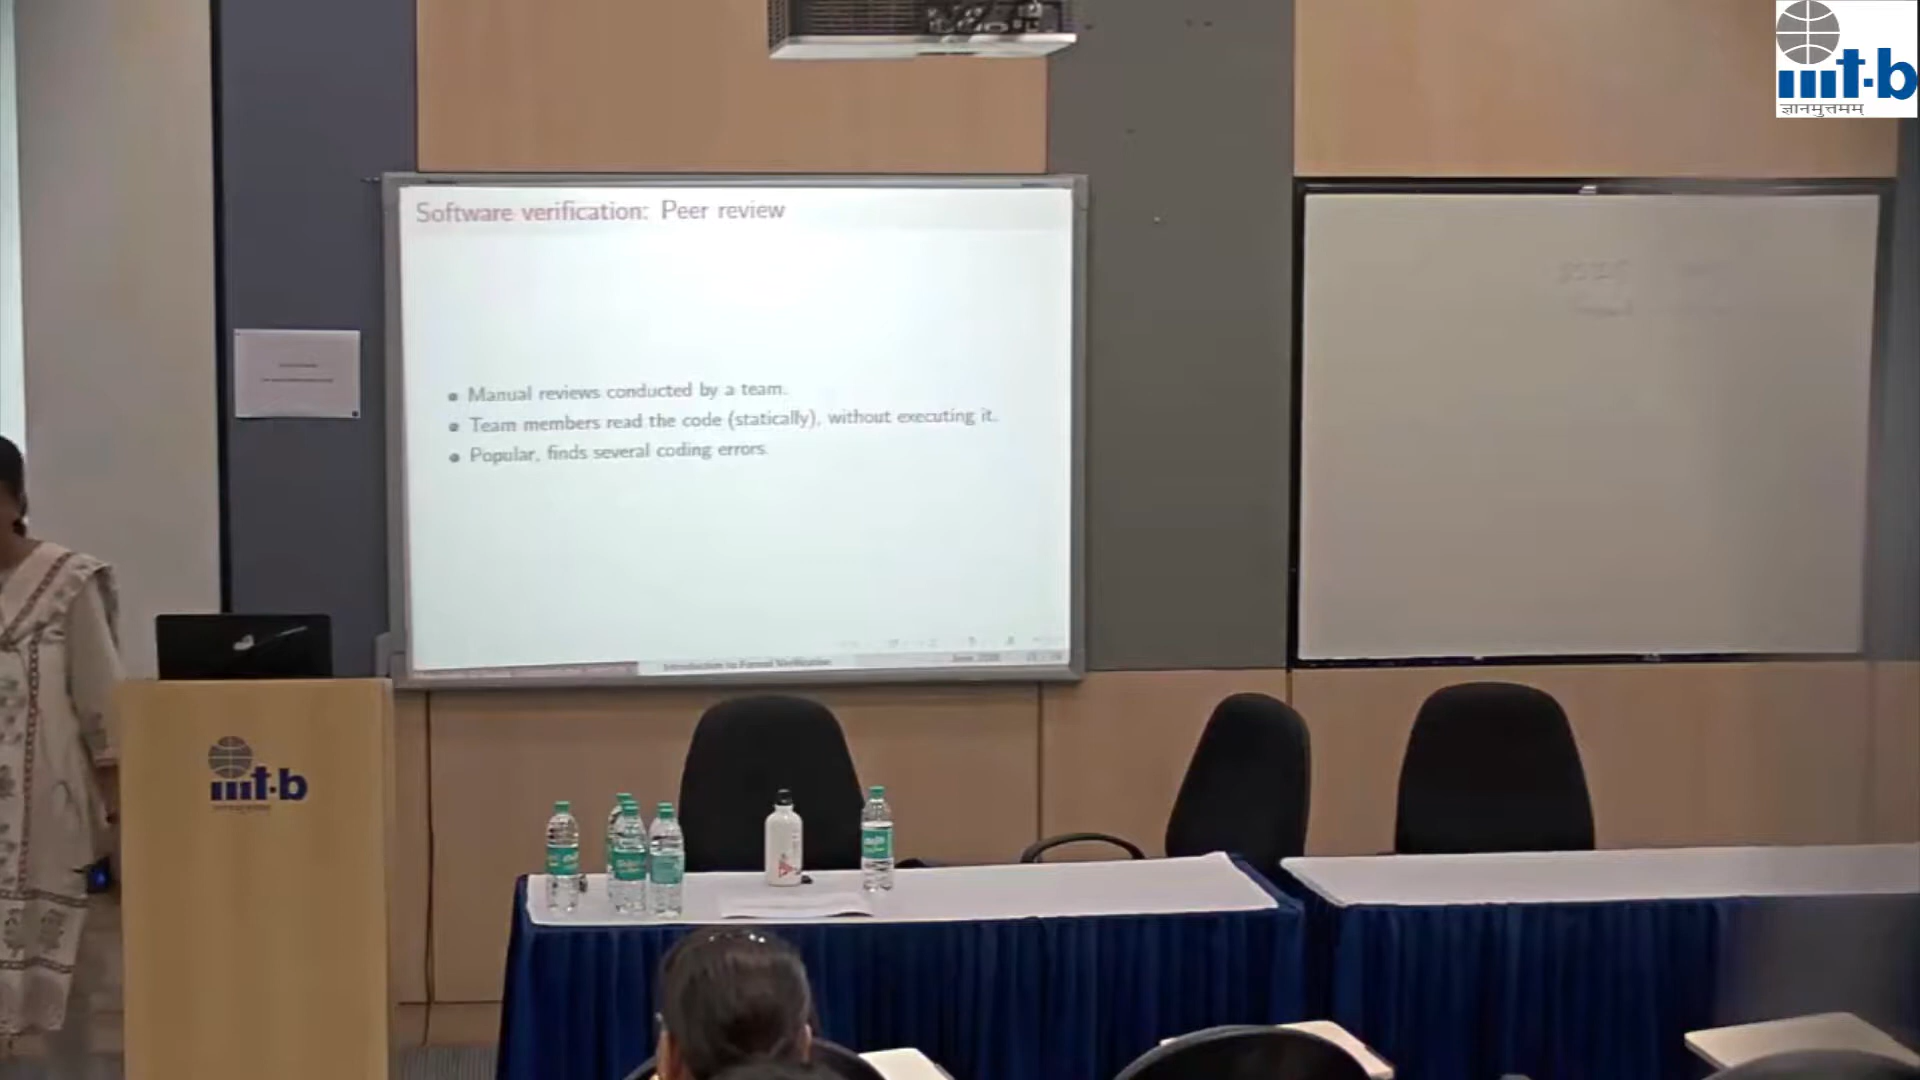 iiit-b
ज्ञानमुत्तमम्
Software verification: Peer review
Manual reviews conducted by a team.
Team members read the code (statically), without executing it.
Popular, finds several coding errors.
Introduction to Formal Verification
iiit-b